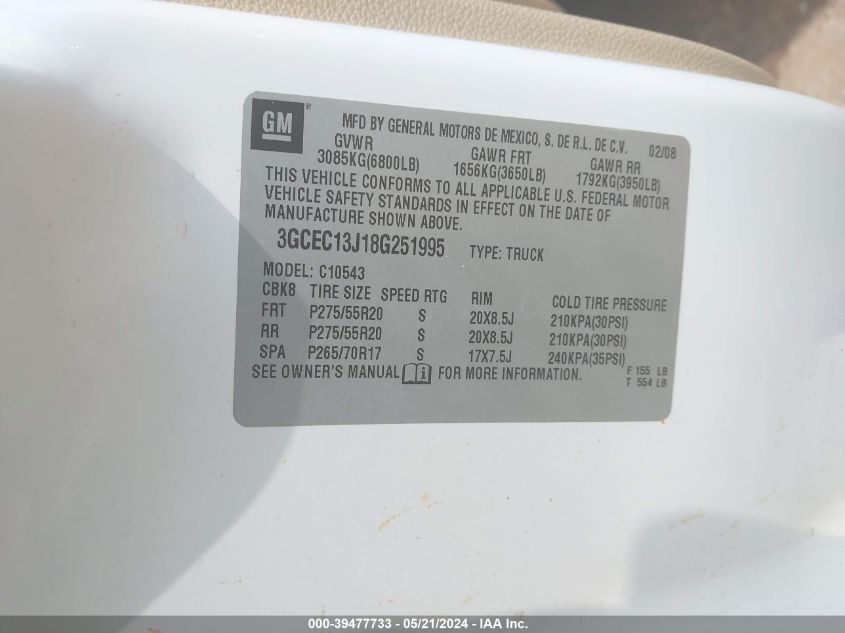 GM ®
MFD BY GENERAL MOTORS DE MEXICO, S. DE R.L. DE C.V. 02/08
GVWR GAWR FRT GAWR RR
3085KG(6800LB) 1656KG(3650LB) 1792KG(3950LB)
THIS VEHICLE CONFORMS TO ALL APPLICABLE U.S. FEDERAL MOTOR
VEHICLE SAFETY STANDARDS IN EFFECT ON THE DATE OF
MANUFACTURE SHOWN ABOVE.
3GCEC13J18G251995 TYPE: TRUCK
MODEL: C10543
CBK8 TIRE SIZE SPEED RTG RIM COLD TIRE PRESSURE
FRT P275/55R20 S 20X8.5J 210KPA(30PSI)
RR P275/55R20 S 20X8.5J 210KPA(30PSI)
SPA P265/70R17 S 17X7.5J 240KPA(35PSI)
SEE OWNER'S MANUAL FOR MORE INFORMATION.
F 155 LB
T 554 LB
000-39477733 - 05/21/2024 - IAA Inc.